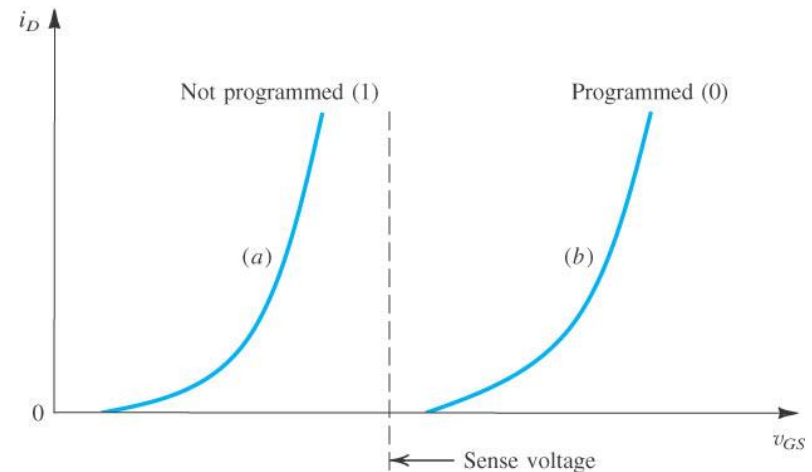 i_D
Not programmed (1)
Programmed (0)
(a)
(b)
0
v_GS
Sense voltage